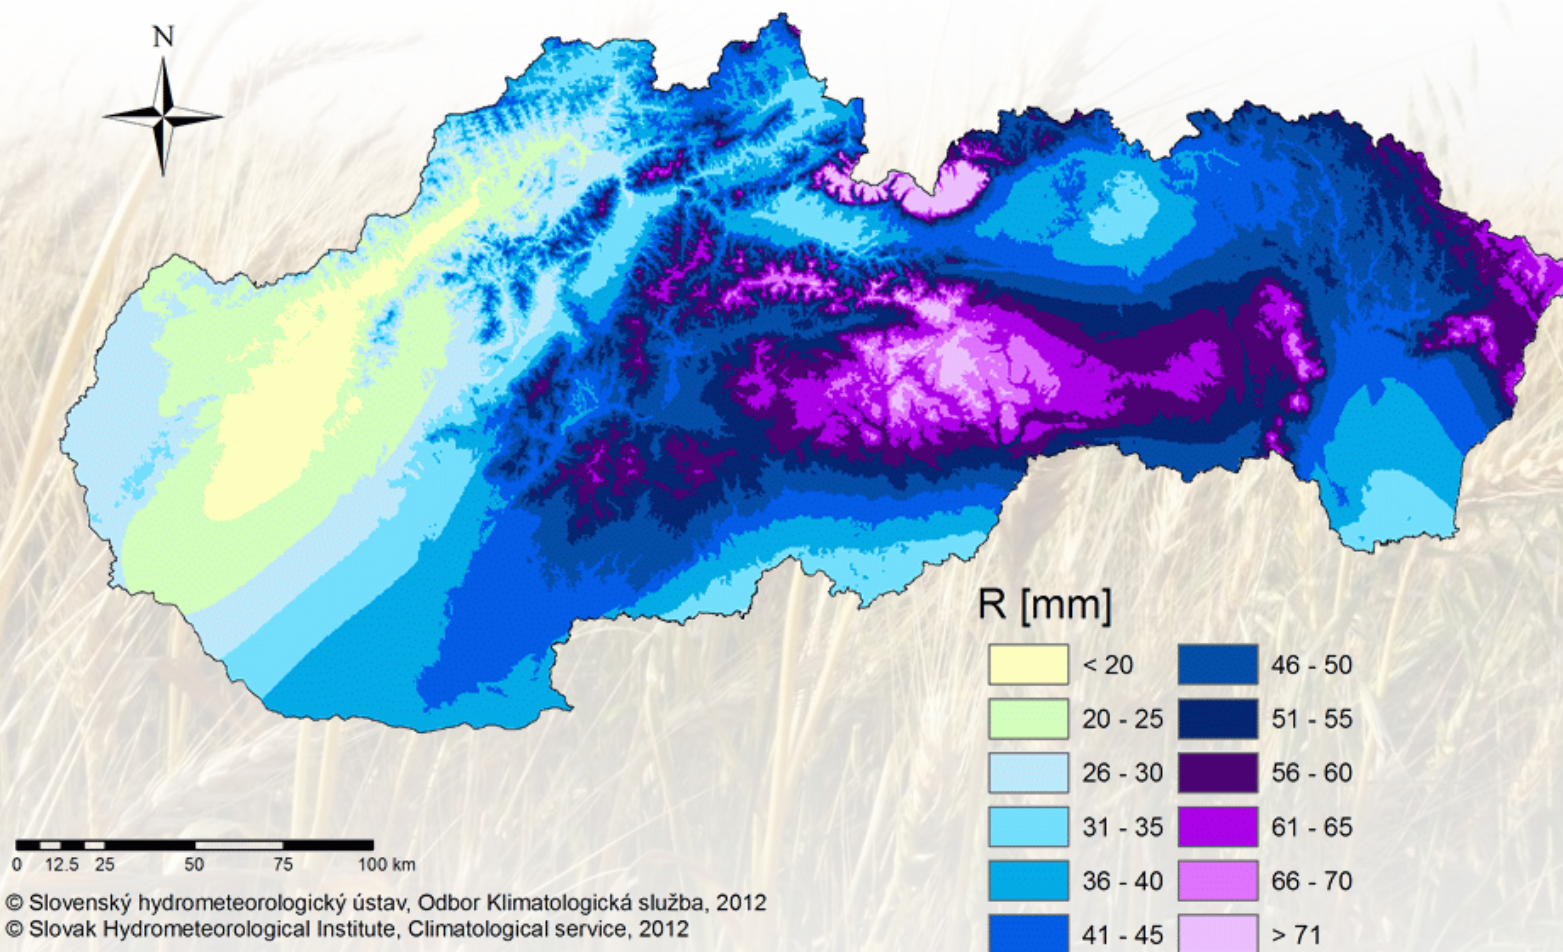 N
R [mm]
< 20
46 - 50
20 - 25
51 - 55
26 - 30
56 - 60
31 - 35
61 - 65
36 - 40
66 - 70
41 - 45
> 71
0 12.5 25 50 75 100 km
© Slovenský hydrometeorologický ústav, Odbor Klimatologická služba, 2012
© Slovak Hydrometeorological Institute, Climatological service, 2012